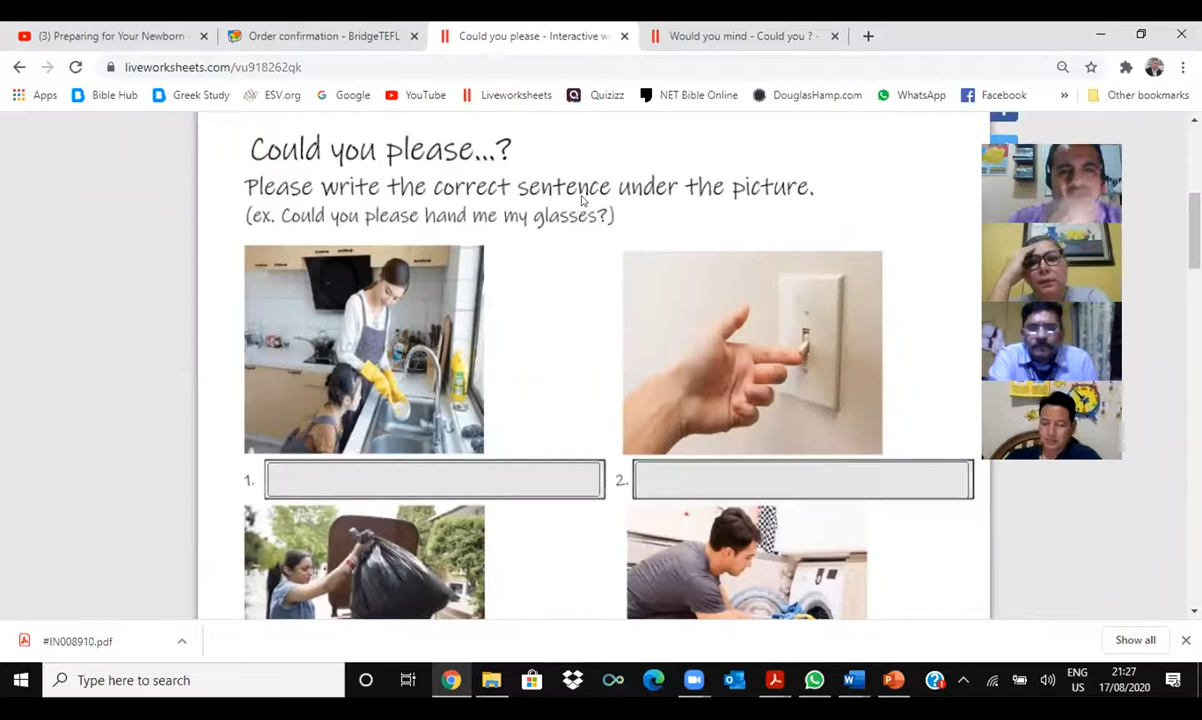 (3) Preparing for Your Newborn
Order confirmation - BridgeTEFL
Could you please - Interactive w
Would you mind - Could you ? -
liveworksheets.com/vu918262qk
Apps
Bible Hub
Greek Study
ESV.org
Google
YouTube
Liveworksheets
Quizizz
NET Bible Online
DouglasHamp.com
WhatsApp
Facebook
»
Other bookmarks
Could you please...?
Please write the correct sentence under the picture.
(ex. Could you please hand me my glasses?)
1.
2.
#IN008910.pdf
Show all
Type here to search
ENG
US
21:27
17/08/2020